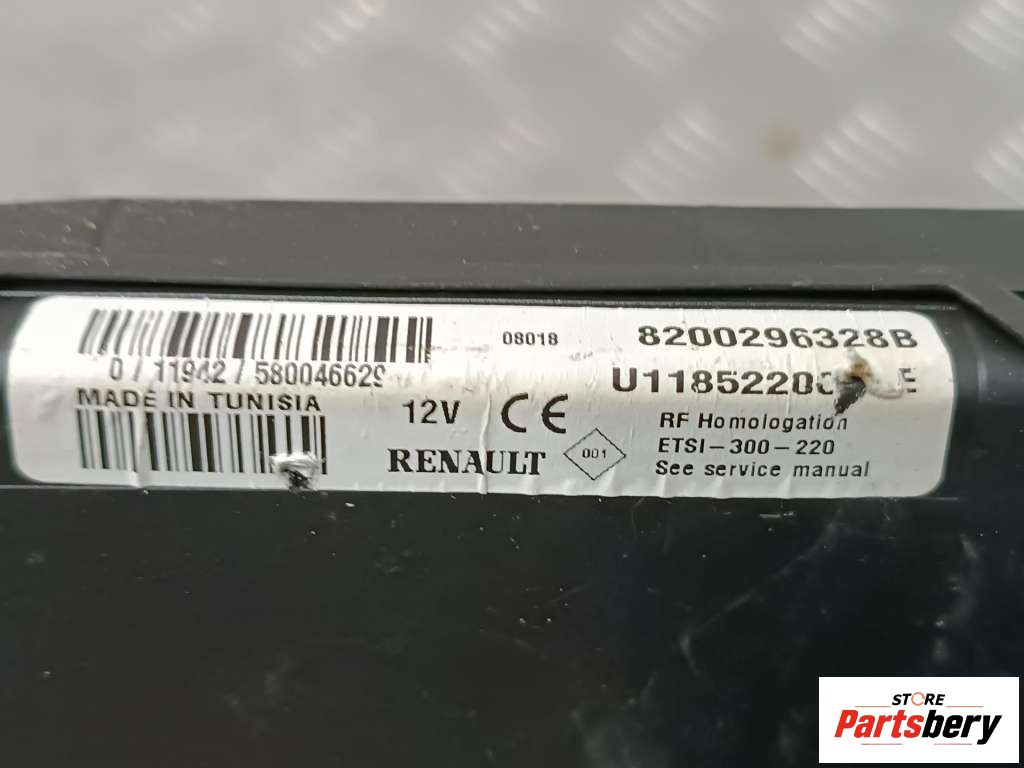 08018
8200296328B
0 / 11942 / 580046629
MADE IN TUNISIA
12V CE
RF Homologation
ETSI-300-220
RENAULT 001
See service manual
STORE
Partsbery